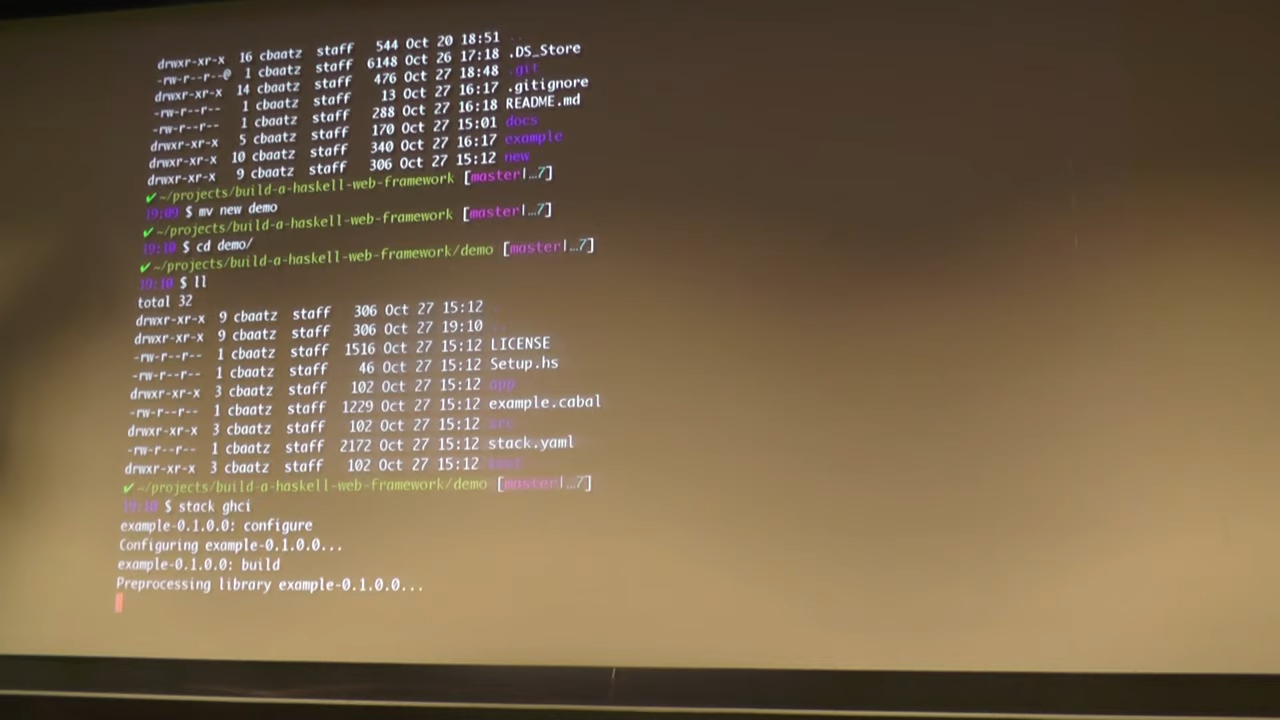 drwxr-xr-x 16 cbaatz staff 544 Oct 20 18:51 ..
-rw-r--r--@ 1 cbaatz staff 6148 Oct 26 17:18 .DS_Store
drwxr-xr-x 14 cbaatz staff 476 Oct 27 18:48 .git
-rw-r--r-- 1 cbaatz staff 13 Oct 27 16:17 .gitignore
-rw-r--r-- 1 cbaatz staff 288 Oct 27 16:18 README.md
drwxr-xr-x 5 cbaatz staff 170 Oct 27 15:01 docs
drwxr-xr-x 10 cbaatz staff 340 Oct 27 16:17 example
drwxr-xr-x 9 cbaatz staff 306 Oct 27 15:12 new
✔ ~/projects/build-a-haskell-web-framework [master|…7]
19:09 $ mv new demo
✔ ~/projects/build-a-haskell-web-framework [master|…7]
19:10 $ cd demo/
✔ ~/projects/build-a-haskell-web-framework/demo [master|…7]
19:10 $ ll
total 32
drwxr-xr-x 9 cbaatz staff 306 Oct 27 15:12
drwxr-xr-x 9 cbaatz staff 306 Oct 27 19:10
-rw-r--r-- 1 cbaatz staff 1516 Oct 27 15:12 LICENSE
-rw-r--r-- 1 cbaatz staff 46 Oct 27 15:12 Setup.hs
drwxr-xr-x 3 cbaatz staff 102 Oct 27 15:12 app
-rw-r--r-- 1 cbaatz staff 1229 Oct 27 15:12 example.cabal
drwxr-xr-x 3 cbaatz staff 102 Oct 27 15:12 src
-rw-r--r-- 1 cbaatz staff 2172 Oct 27 15:12 stack.yaml
drwxr-xr-x 3 cbaatz staff 102 Oct 27 15:12 test
✔ ~/projects/build-a-haskell-web-framework/demo [master|…7]
19:10 $ stack ghci
example-0.1.0.0: configure
Configuring example-0.1.0.0...
example-0.1.0.0: build
Preprocessing library example-0.1.0.0...